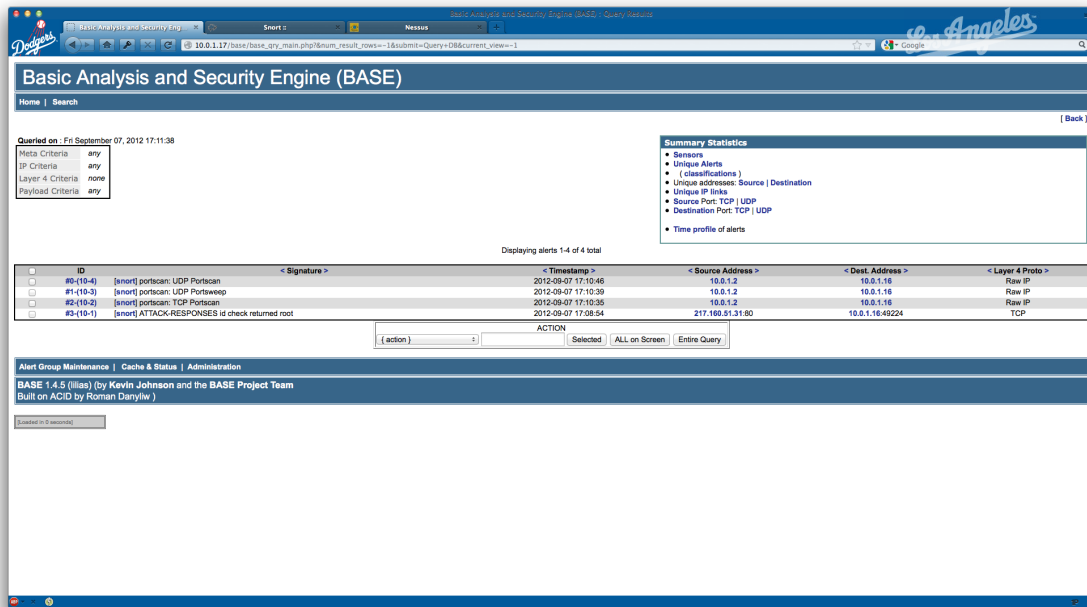 Basic Analysis and Security Engine (BASE) : Query Results
Basic Analysis and Security Eng...
Snort ::
Nessus
Dodgers
Los Angeles
10.0.1.17/base/base_qry_main.php?&num_result_rows=-1&submit=Query+DB&current_view=-1
Google
Basic Analysis and Security Engine (BASE)
Home | Search
[ Back ]
Queried on : Fri September 07, 2012 17:11:38
Meta Criteria any
IP Criteria any
Layer 4 Criteria none
Payload Criteria any
Summary Statistics
Sensors
Unique Alerts
( classifications )
Unique addresses: Source | Destination
Unique IP links
Source Port: TCP | UDP
Destination Port: TCP | UDP
Time profile of alerts
Displaying alerts 1-4 of 4 total
ID < Signature > < Timestamp > < Source Address > < Dest. Address > < Layer 4 Proto >
#0-(10-4) [snort] portscan: UDP Portscan 2012-09-07 17:10:46 10.0.1.2 10.0.1.16 Raw IP
#1-(10-3) [snort] portscan: UDP Portsweep 2012-09-07 17:10:39 10.0.1.2 10.0.1.16 Raw IP
#2-(10-2) [snort] portscan: TCP Portscan 2012-09-07 17:10:35 10.0.1.2 10.0.1.16 Raw IP
#3-(10-1) [snort] ATTACK-RESPONSES id check returned root 2012-09-07 17:08:54 217.160.51.31:80 10.0.1.16:49224 TCP
ACTION
{ action } Selected ALL on Screen Entire Query
Alert Group Maintenance | Cache & Status | Administration
BASE 1.4.5 (lilias) (by Kevin Johnson and the BASE Project Team
Built on ACID by Roman Danyliw )
[Loaded in 0 seconds]